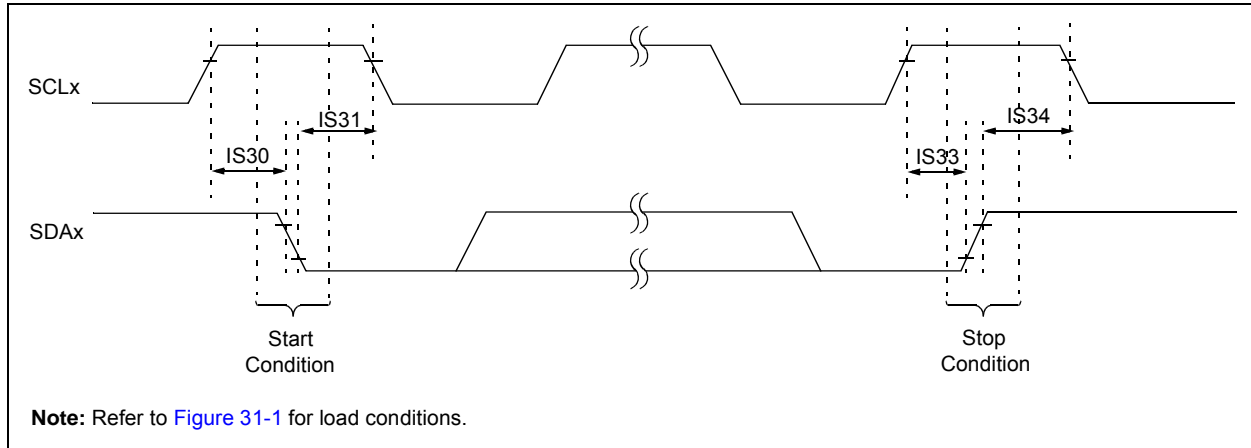 SCLx
IS31
IS34
IS30
IS33
SDAx
Start
Condition
Stop
Condition
Note: Refer to Figure 31-1 for load conditions.